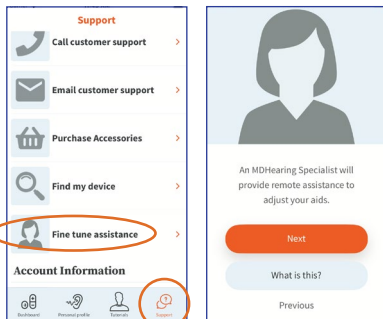 Support
Call customer support
Email customer support
Purchase Accessories
Find my device
Fine tune assistance
Account Information
Dashboard
Personal profile
Tutorials
Support
An MDHearing Specialist will
provide remote assistance to
adjust your aids.
Next
What is this?
Previous